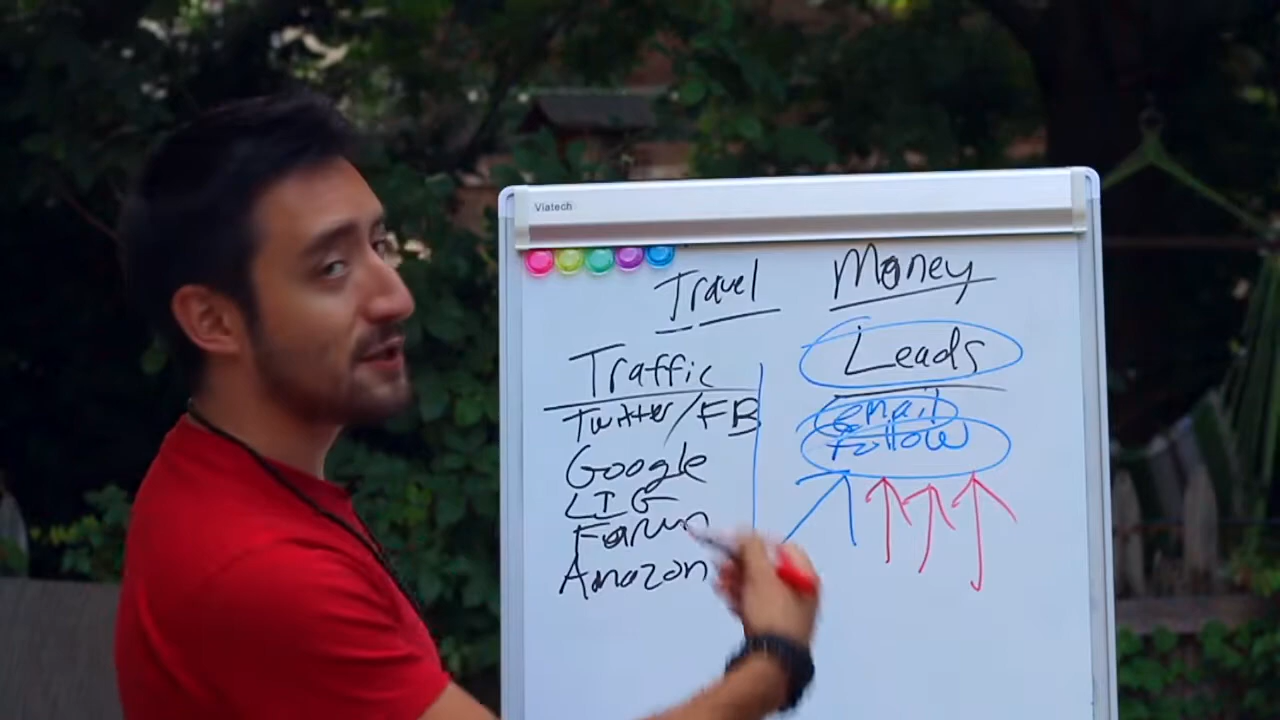 Viatech
Travel Money
Traffic
Twitter/FB
Google
LIG
Forum
Amazon
Leads
email
Follow